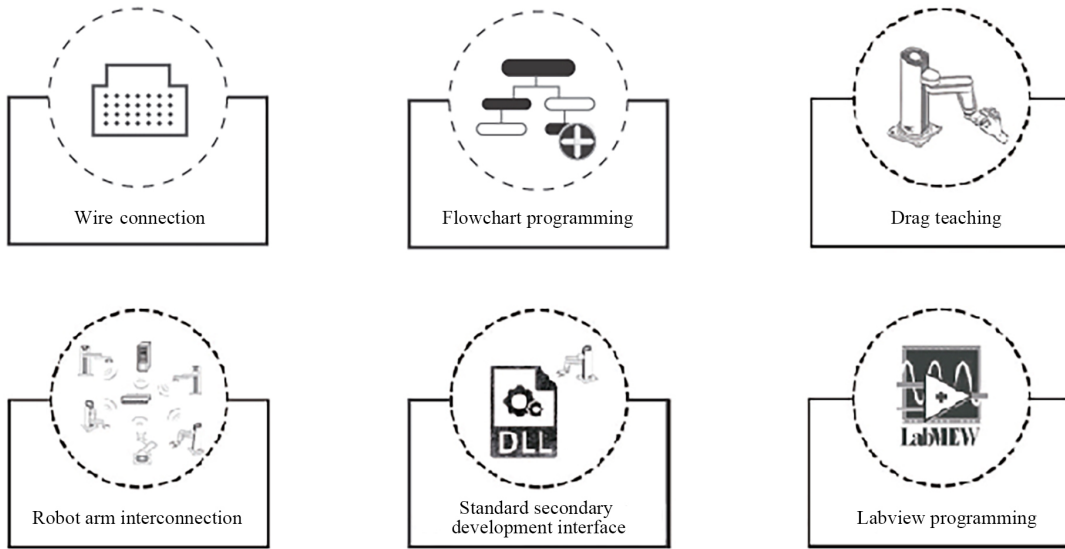 Wire connection
Flowchart programming
Drag teaching
DLL
LabVIEW
Robot arm interconnection
Standard secondary
development interface
Labview programming